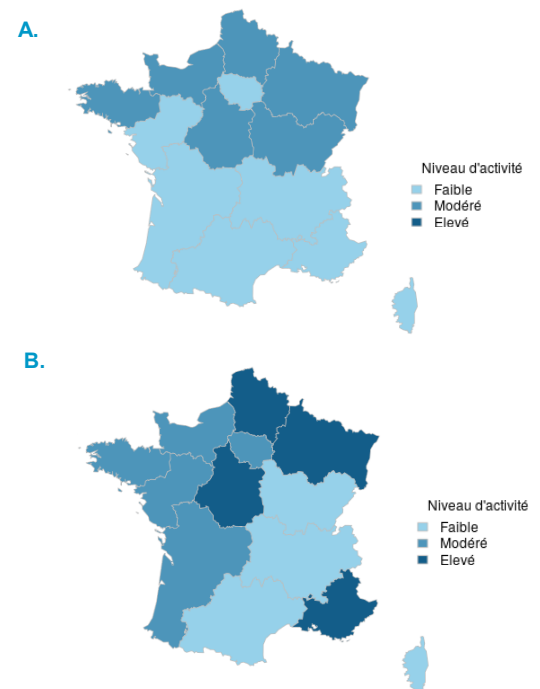 A.
Niveau d'activité
Faible
Modéré
Elevé
B.
Niveau d'activité
Faible
Modéré
Elevé